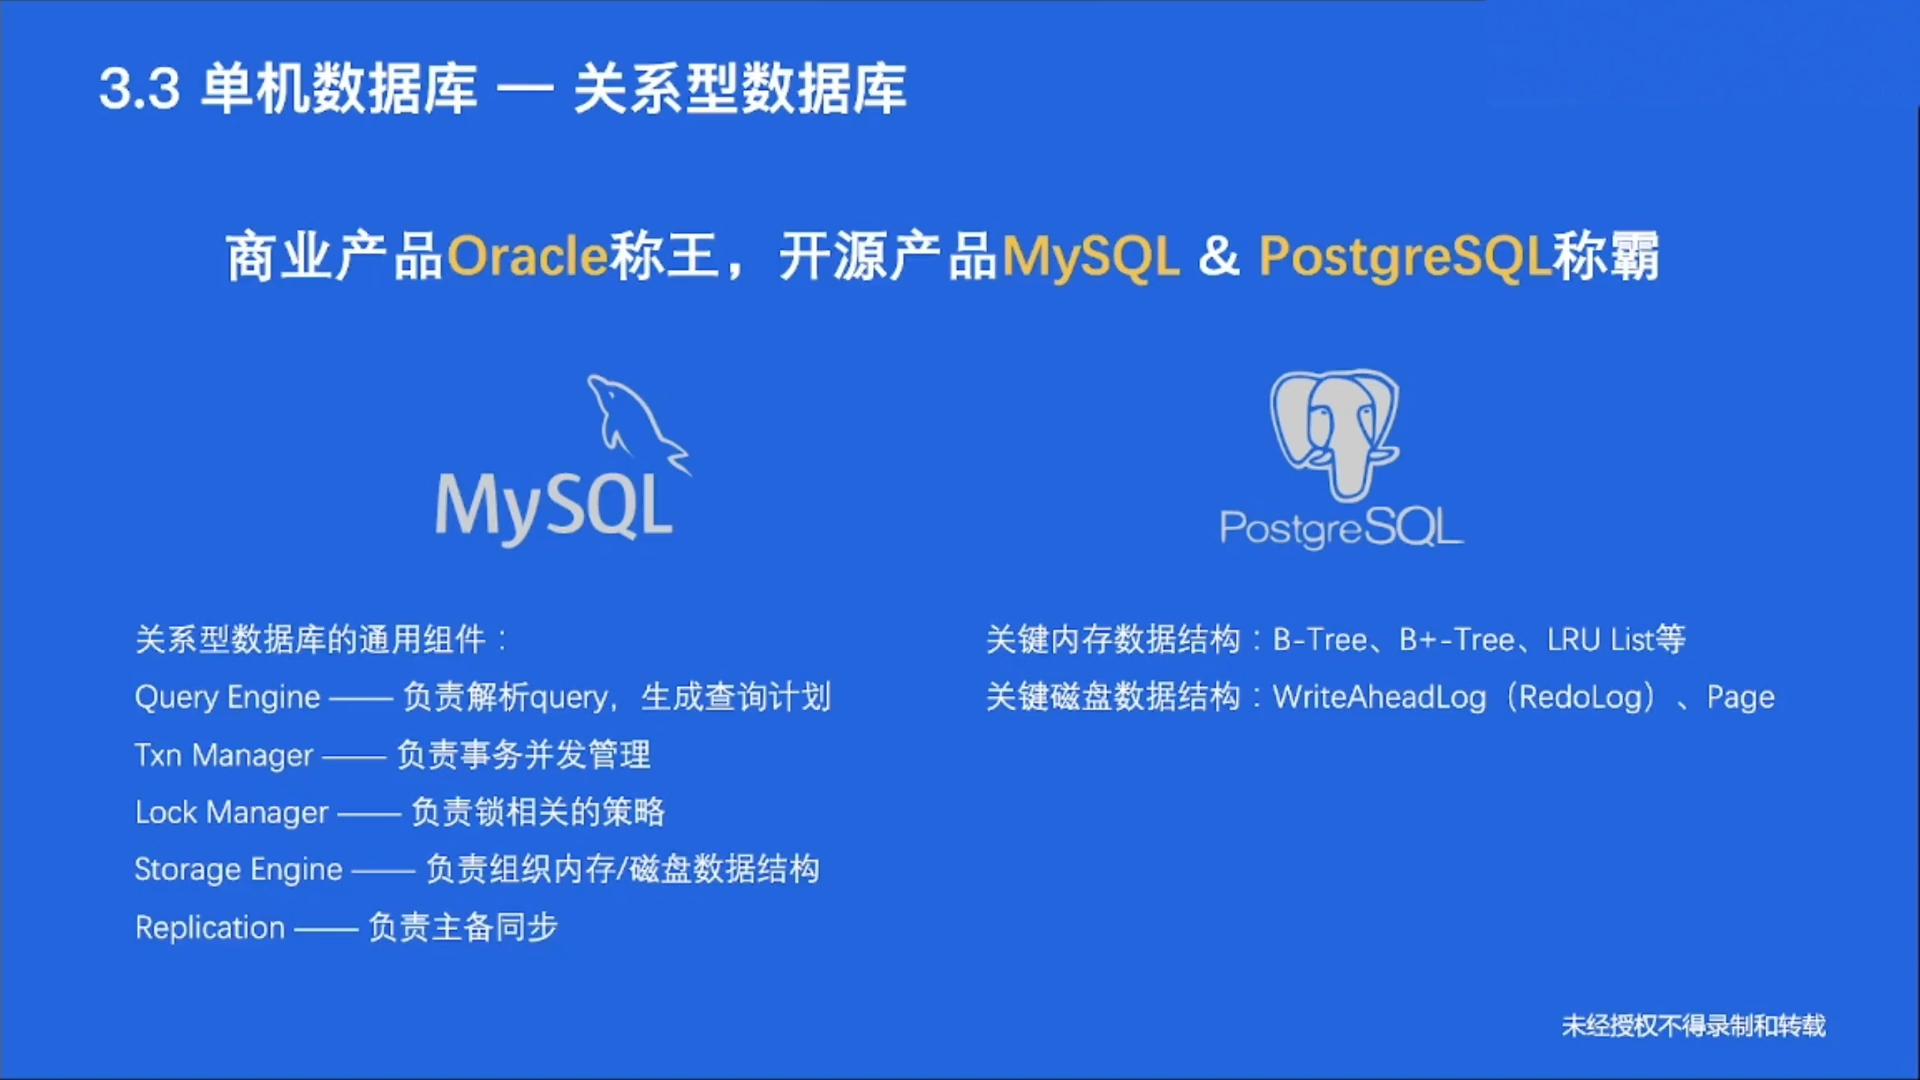 3.3 单机数据库 — 关系型数据库
商业产品Oracle称王，开源产品MySQL & PostgreSQL称霸
MySQL
PostgreSQL
关系型数据库的通用组件：
Query Engine —— 负责解析query，生成查询计划
Txn Manager —— 负责事务并发管理
Lock Manager —— 负责锁相关的策略
Storage Engine —— 负责组织内存/磁盘数据结构
Replication —— 负责主备同步
关键内存数据结构：B-Tree、B+-Tree、LRU List等
关键磁盘数据结构：WriteAheadLog（RedoLog）、Page
未经授权不得录制和转载